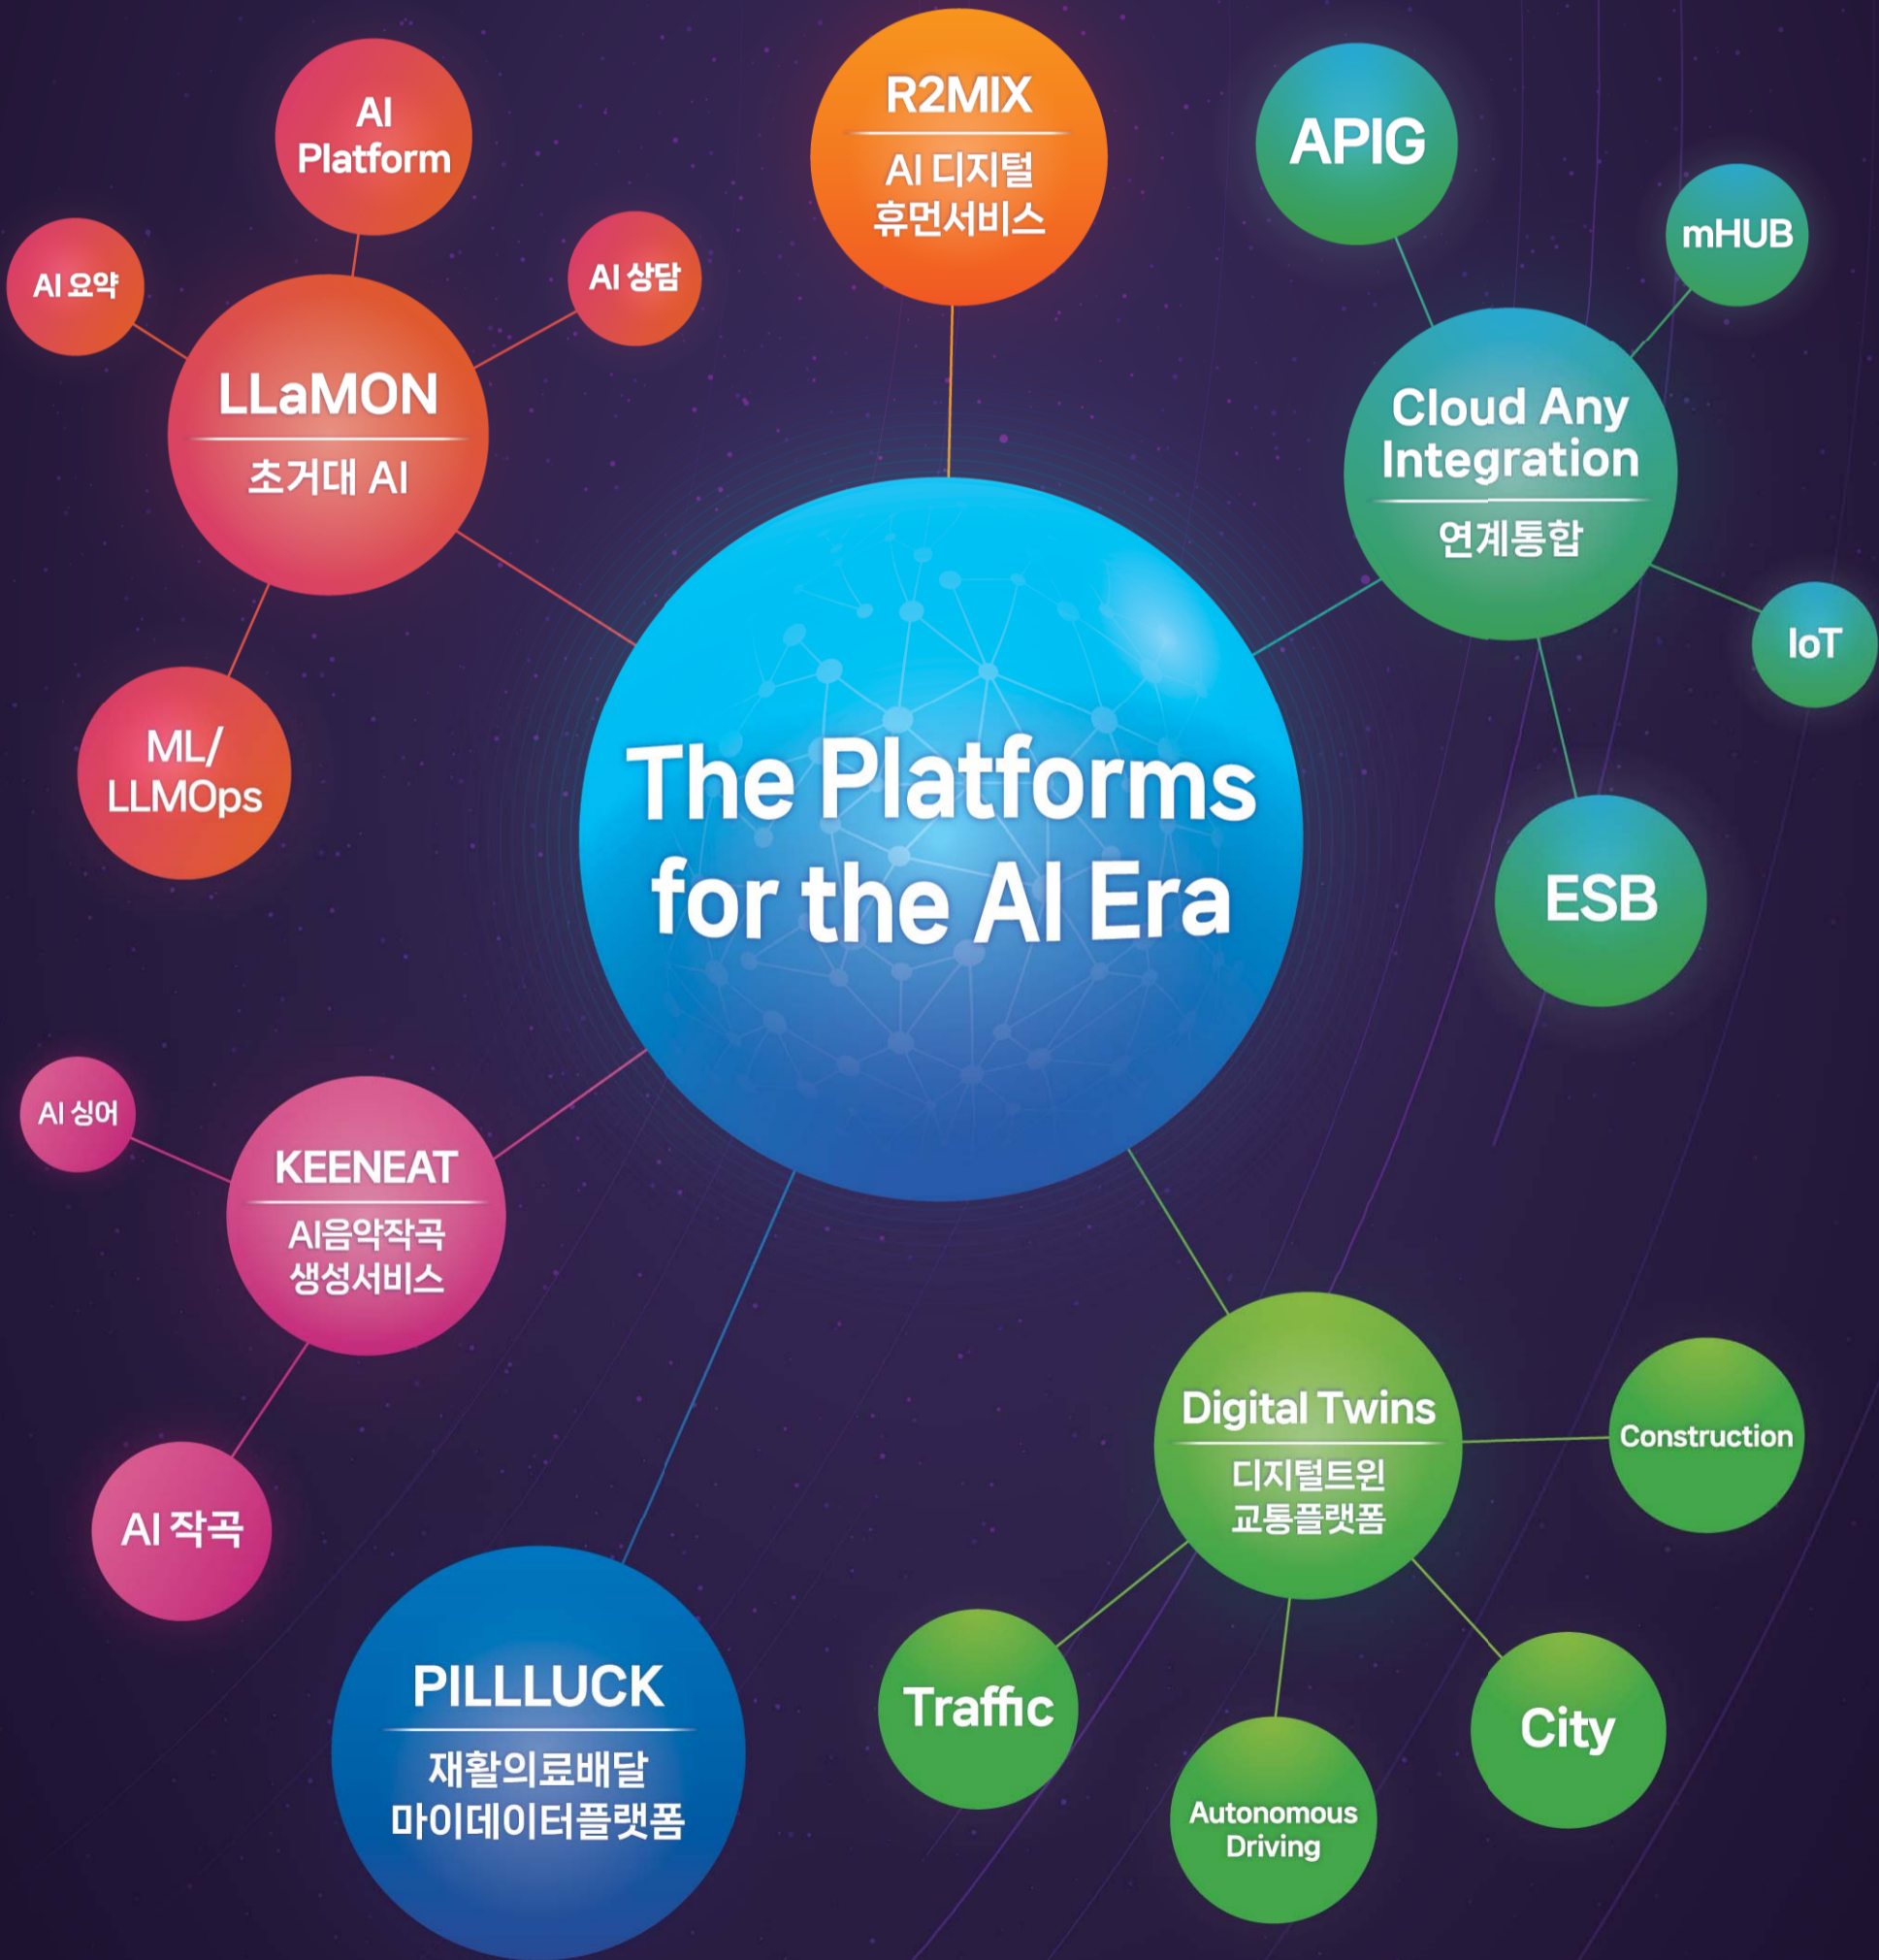 AI
Platform
AI 요약
AI 상담
LLaMON
초거대 AI
ML/
LLMOps
R2MIX
AI 디지털
휴먼서비스
APIG
mHUB
Cloud Any
Integration
연계통합
IoT
ESB
The Platforms
for the AI Era
AI 싱어
KEENEAT
AI음악작곡
생성서비스
AI 작곡
PILLLUCK
재활의료배달
마이데이터플랫폼
Digital Twins
디지털트윈
교통플랫폼
Construction
Traffic
Autonomous
Driving
City